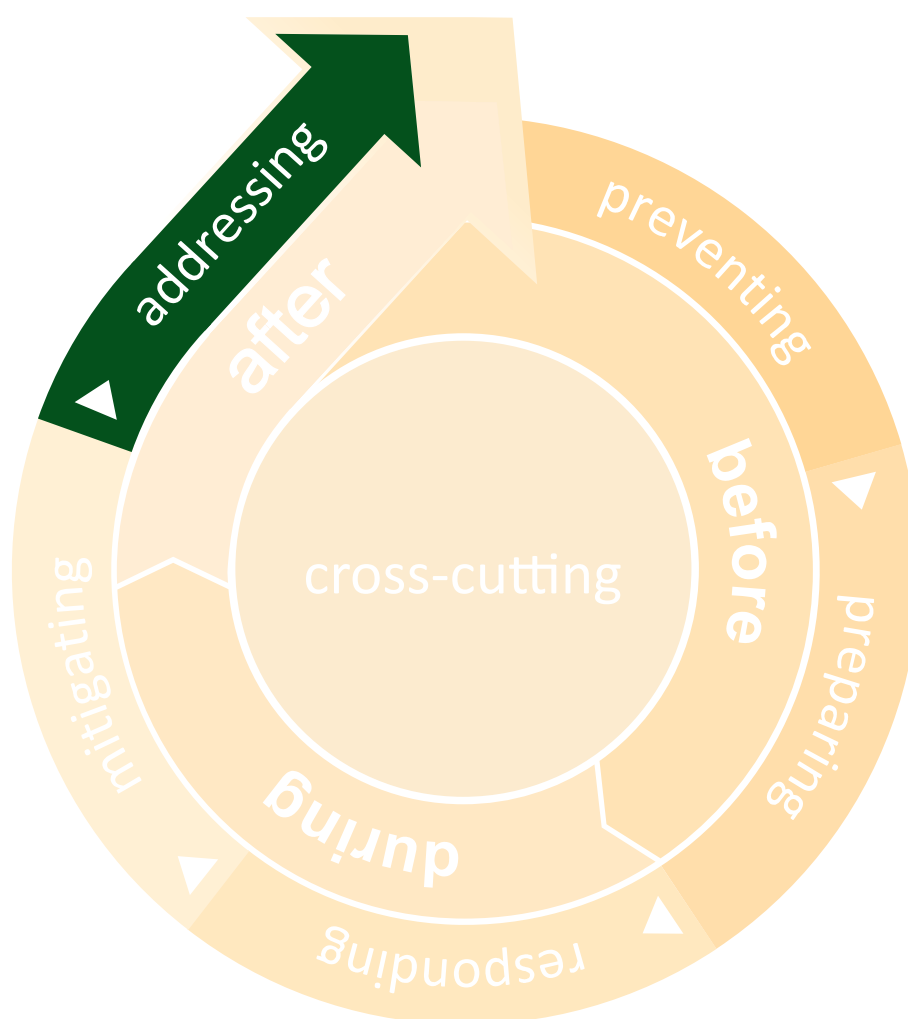 addressing
preventing
after
before
cross-cutting
mitigating
preparing
during
responding